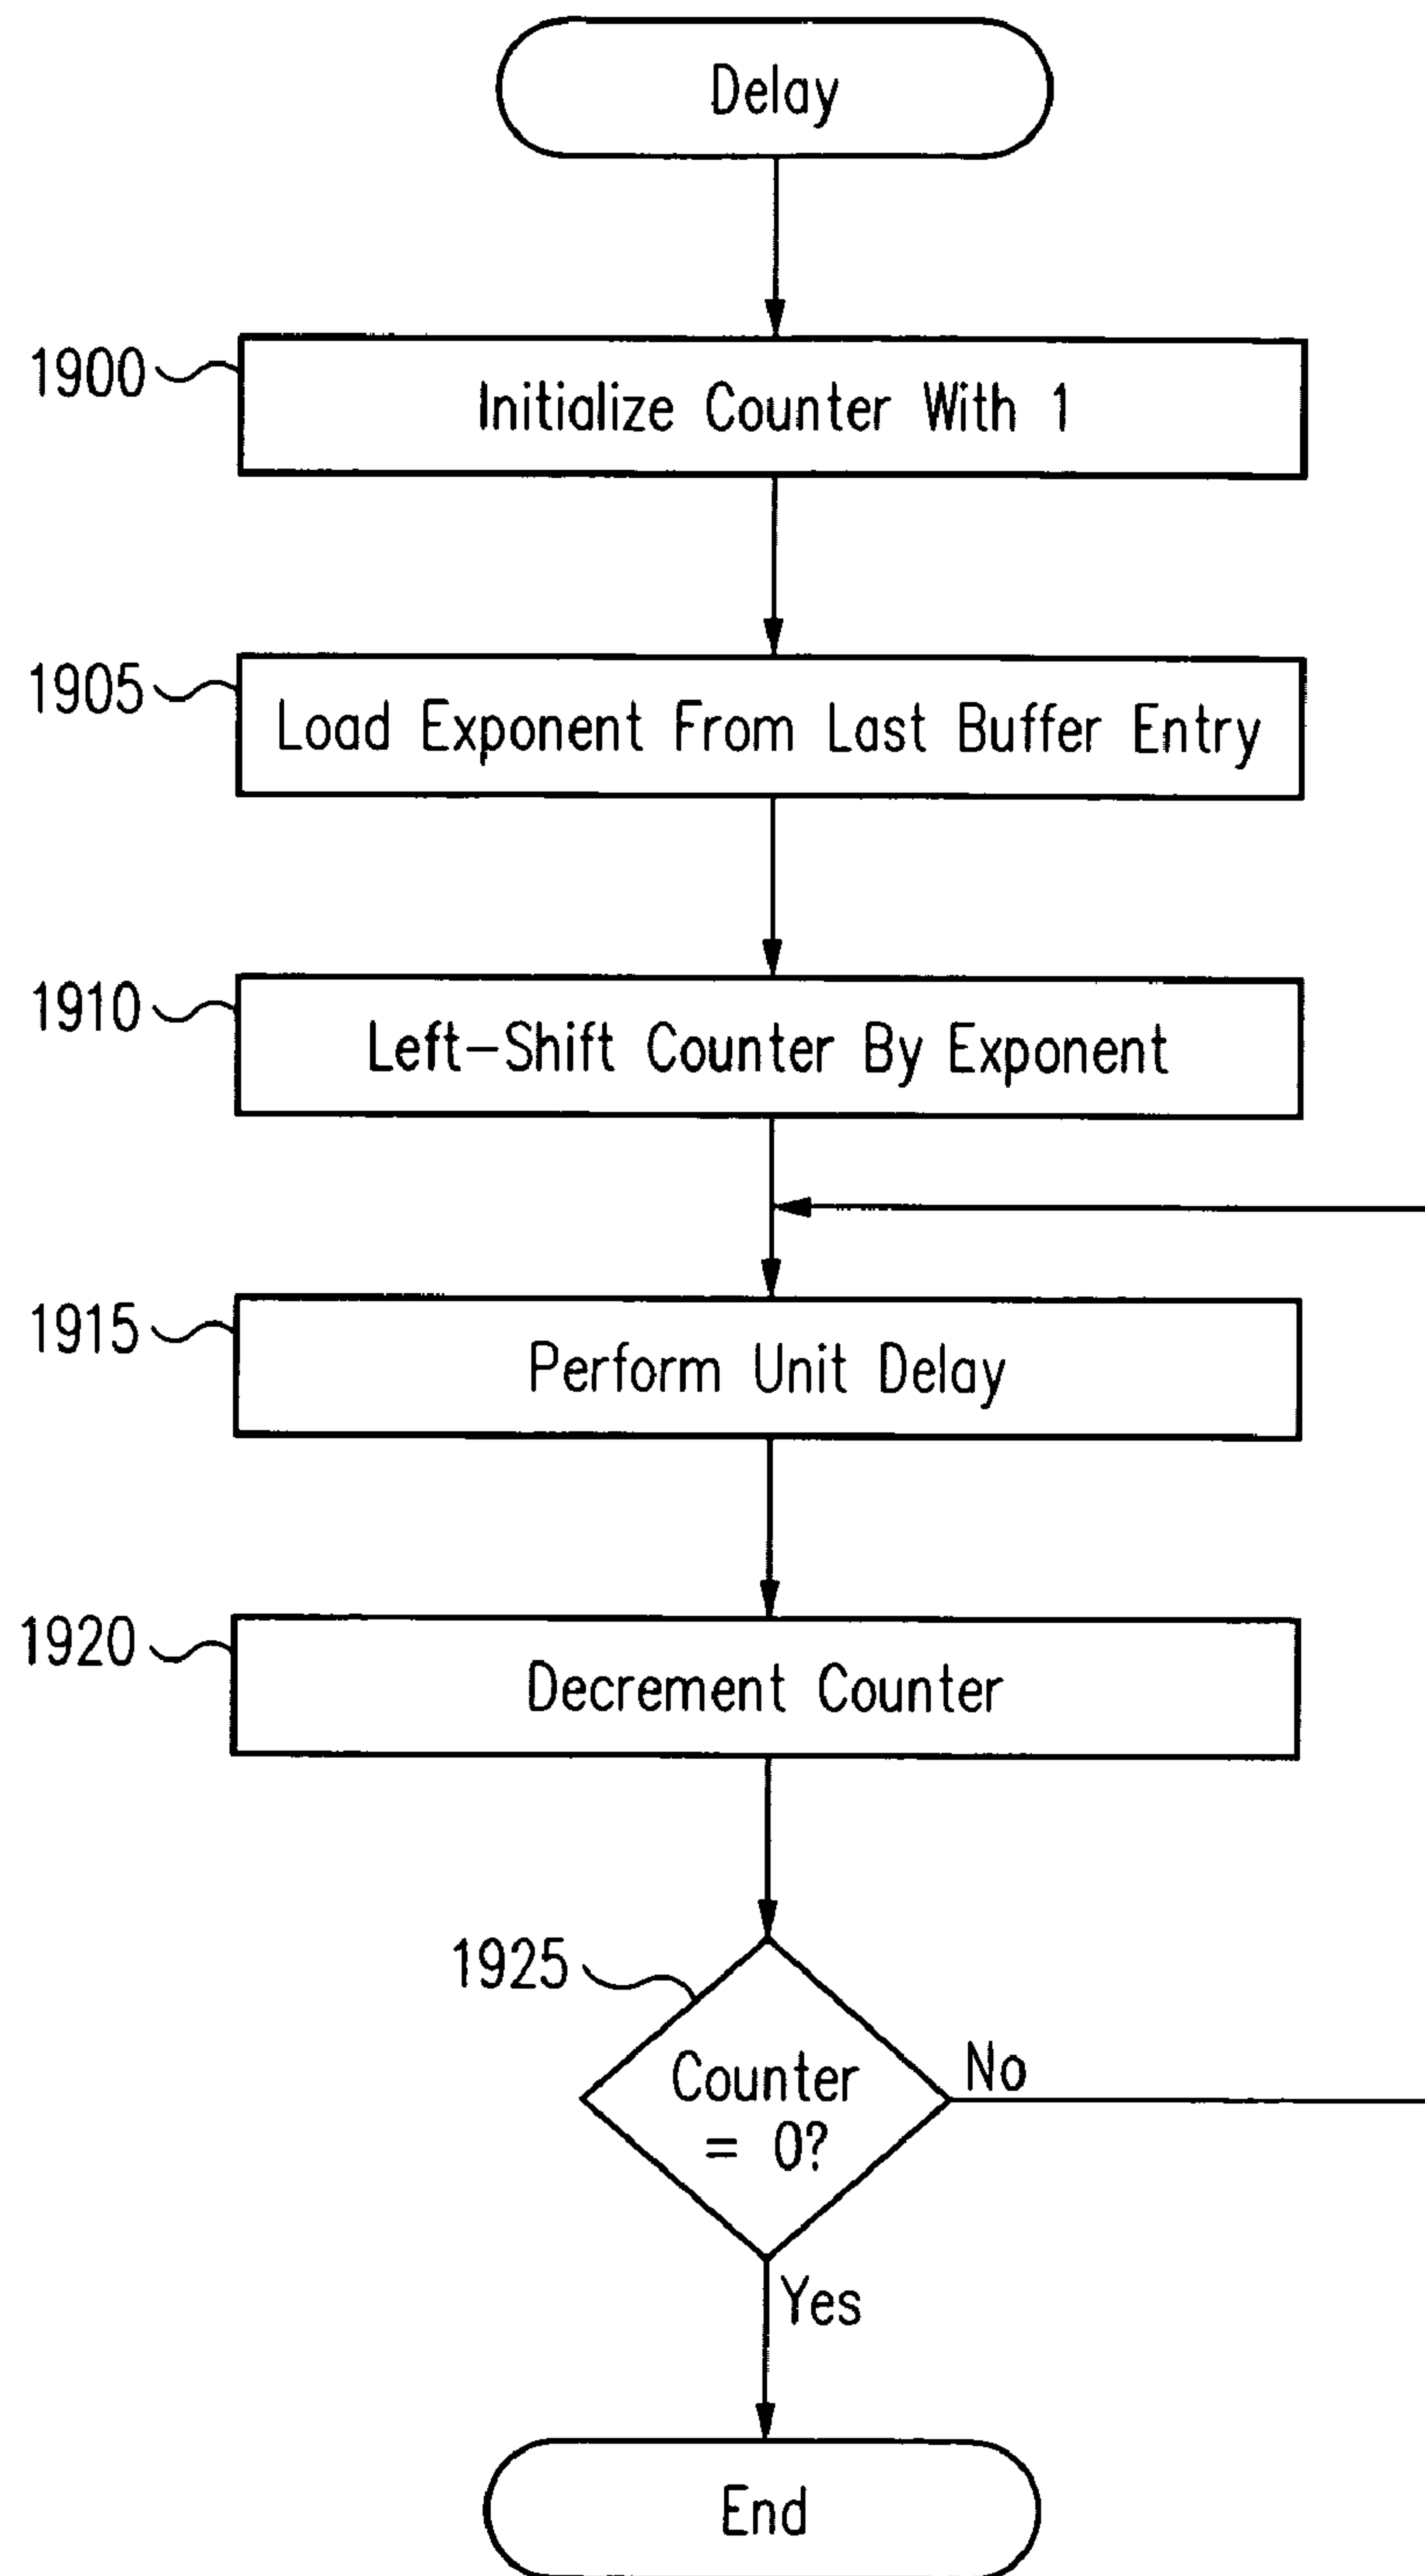 Delay
1900
Initialize Counter With 1
1905
Load Exponent From Last Buffer Entry
1910
Left-Shift Counter By Exponent
1915
Perform Unit Delay
1920
Decrement Counter
1925
Counter
= 0?
No
Yes
End